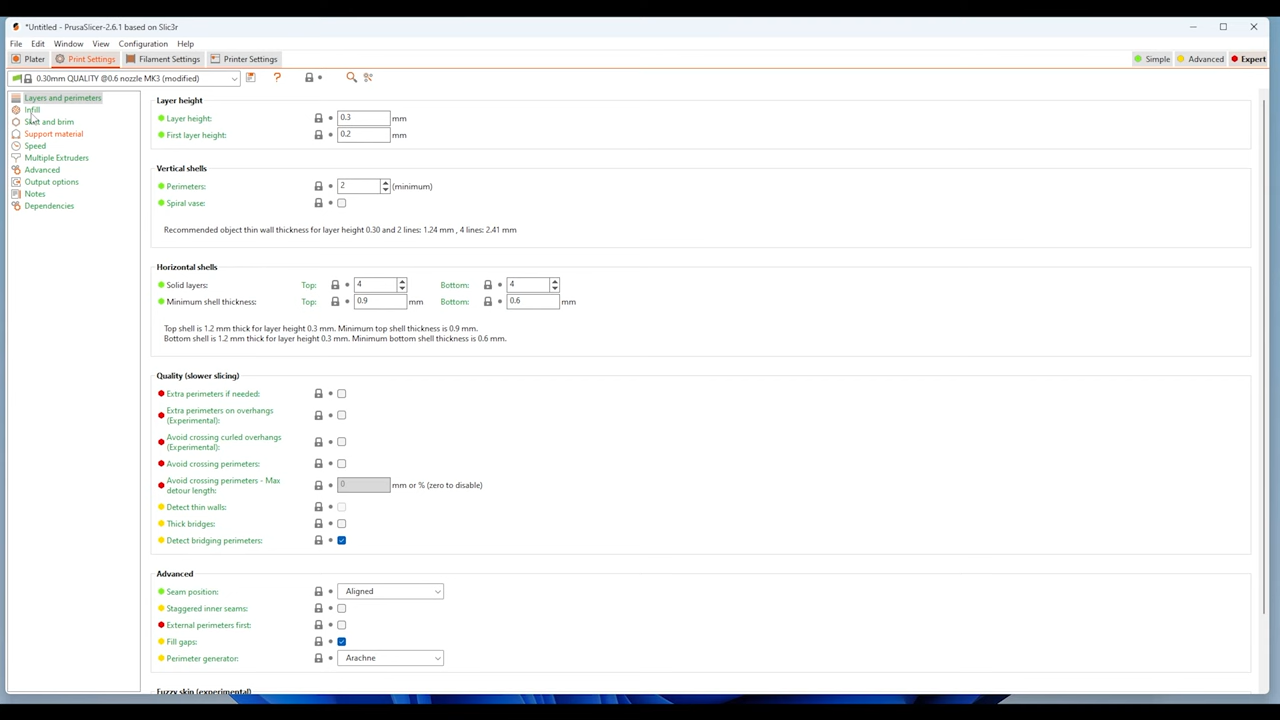 *Untitled - PrusaSlicer-2.6.1 based on Slic3r
File Edit Window View Configuration Help
Plater Print Settings Filament Settings Printer Settings Simple Advanced Expert
0.30mm QUALITY @0.6 nozzle MK3 (modified)
Layers and perimeters
Infill
Skirt and brim
Support material
Speed
Multiple Extruders
Advanced
Output options
Notes
Dependencies
Layer height
Layer height: 0.3 mm
First layer height: 0.2 mm
Vertical shells
Perimeters: 2 (minimum)
Spiral vase:
Recommended object thin wall thickness for layer height 0.30 and 2 lines: 1.24 mm , 4 lines: 2.41 mm
Horizontal shells
Solid layers: Top: 4 Bottom: 4
Minimum shell thickness: Top: 0.9 mm Bottom: 0.6 mm
Top shell is 1.2 mm thick for layer height 0.3 mm. Minimum top shell thickness is 0.9 mm.
Bottom shell is 1.2 mm thick for layer height 0.3 mm. Minimum bottom shell thickness is 0.6 mm.
Quality (slower slicing)
Extra perimeters if needed:
Extra perimeters on overhangs
(Experimental):
Avoid crossing curled overhangs
(Experimental):
Avoid crossing perimeters:
Avoid crossing perimeters - Max
detour length: 0 mm or % (zero to disable)
Detect thin walls:
Thick bridges:
Detect bridging perimeters:
Advanced
Seam position: Aligned
Staggered inner seams:
External perimeters first:
Fill gaps:
Perimeter generator: Arachne
Fuzzy skin (experimental)